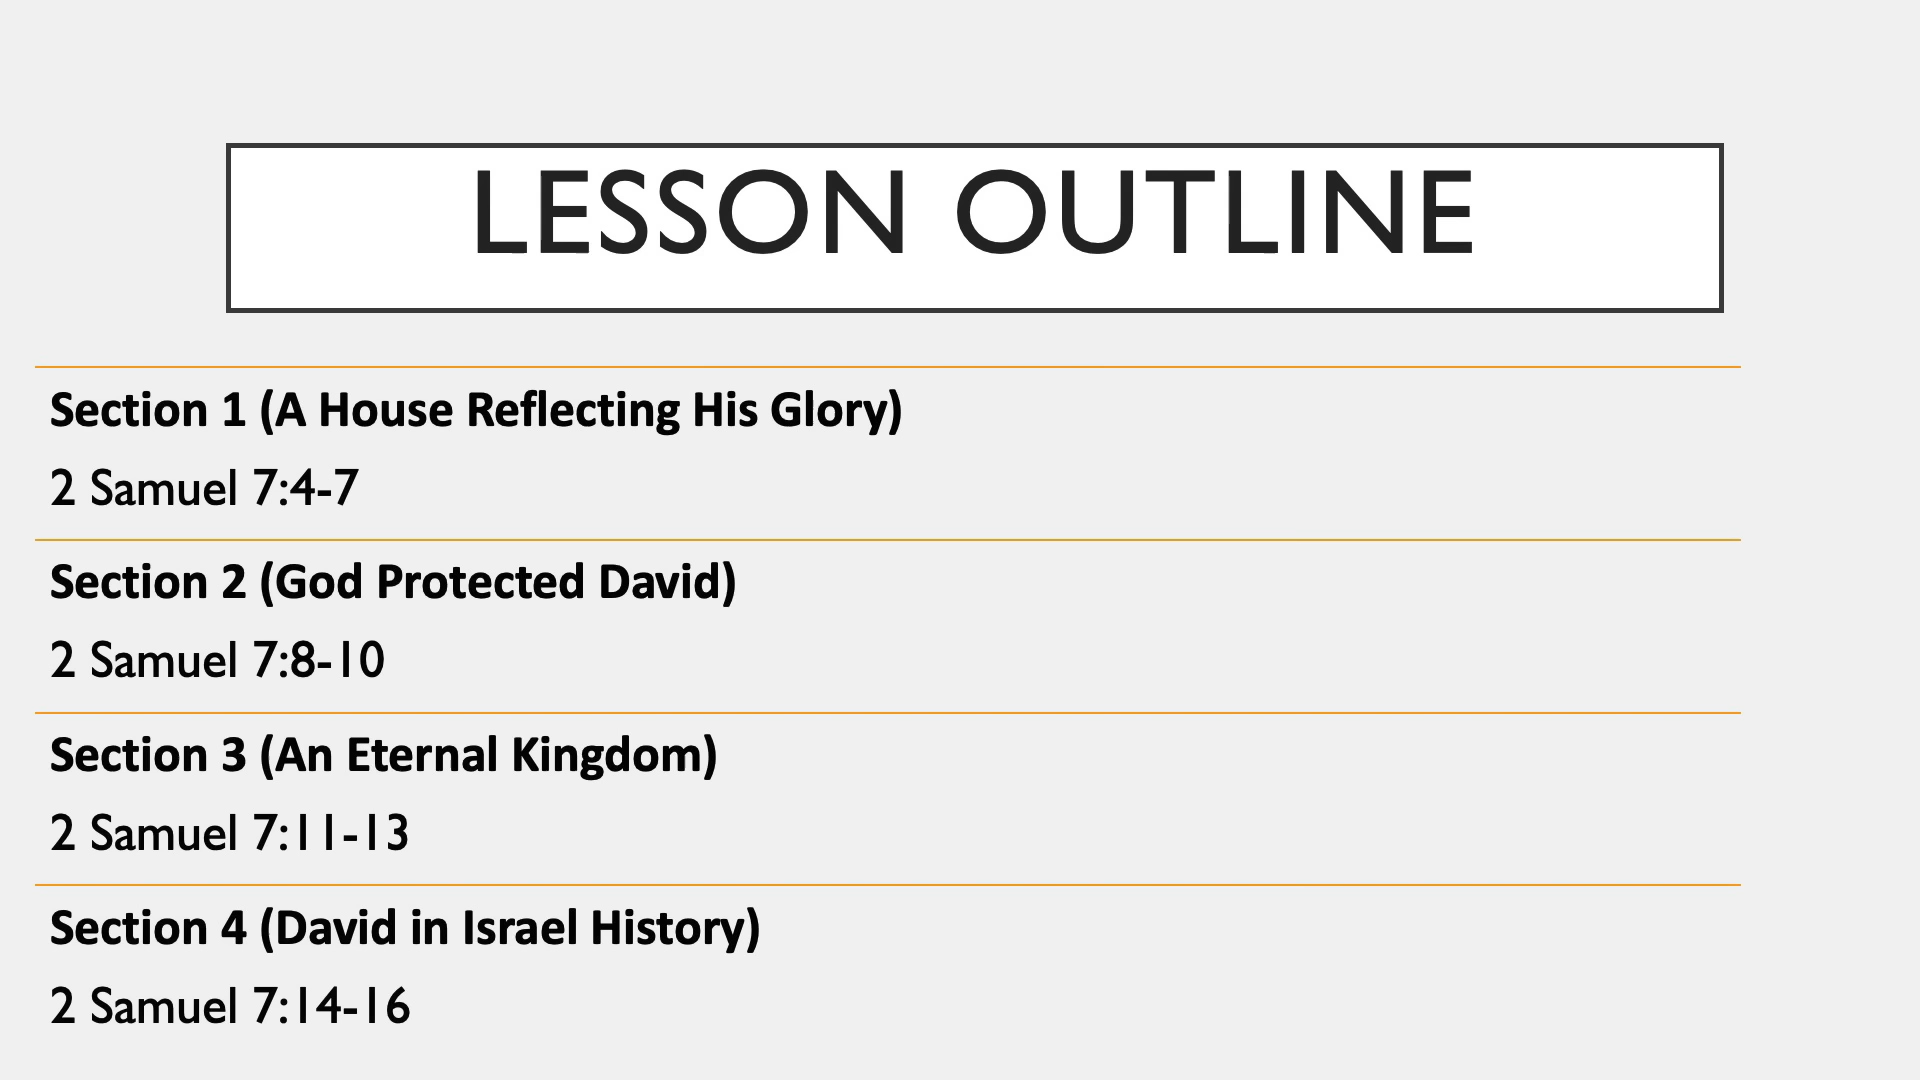 LESSON OUTLINE
Section 1 (A House Reflecting His Glory)
2 Samuel 7:4-7
Section 2 (God Protected David)
2 Samuel 7:8-10
Section 3 (An Eternal Kingdom)
2 Samuel 7:11-13
Section 4 (David in Israel History)
2 Samuel 7:14-16